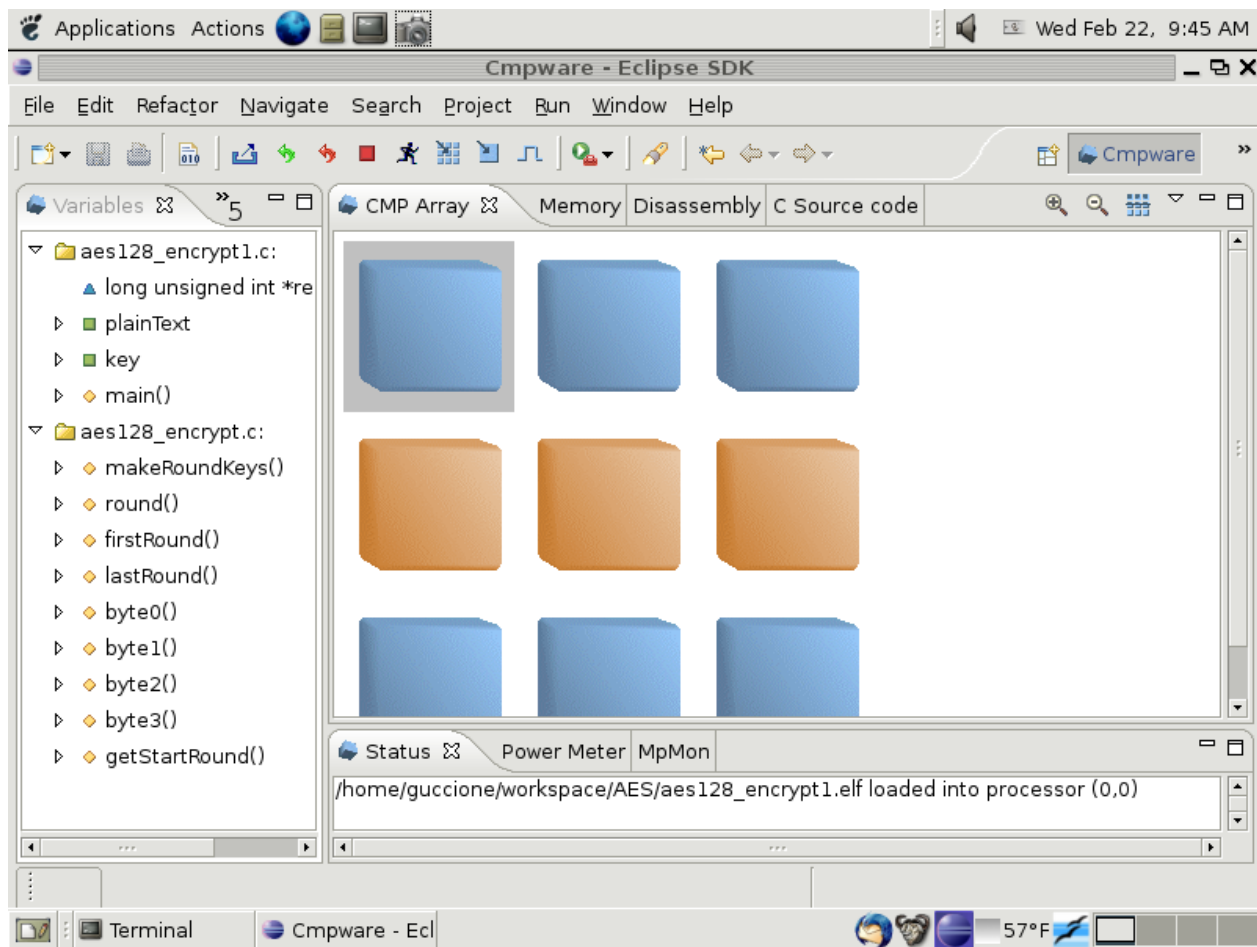 Applications Actions Wed Feb 22, 9:45 AM
Cmpware - Eclipse SDK
File Edit Refactor Navigate Search Project Run Window Help
010 Cmpware »
Variables »5 CMP Array Memory Disassembly C Source code
aes128_encrypt1.c:
long unsigned int *re
plainText
key
main()
aes128_encrypt.c:
makeRoundKeys()
round()
firstRound()
lastRound()
byte0()
byte1()
byte2()
byte3()
getStartRound()
Status Power Meter MpMon
/home/guccione/workspace/AES/aes128_encrypt1.elf loaded into processor (0,0)
Terminal Cmpware - Ecl 57°F